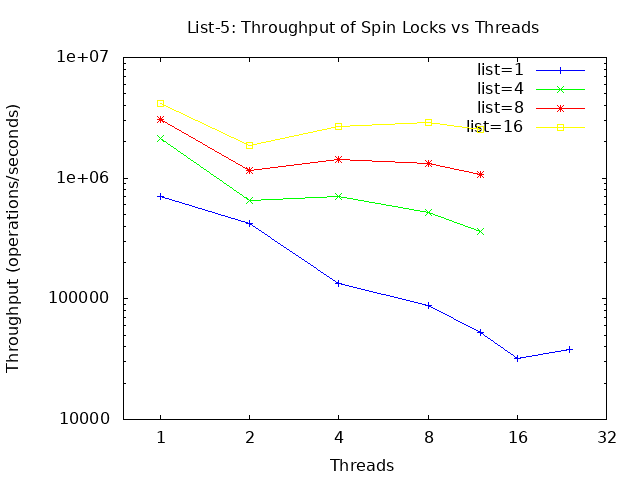 List-5: Throughput of Spin Locks vs Threads
1e+07
1e+06
100000
10000
Throughput (operations/seconds)
list=1
list=4
list=8
list=16
1 2 4 8 16 32
Threads